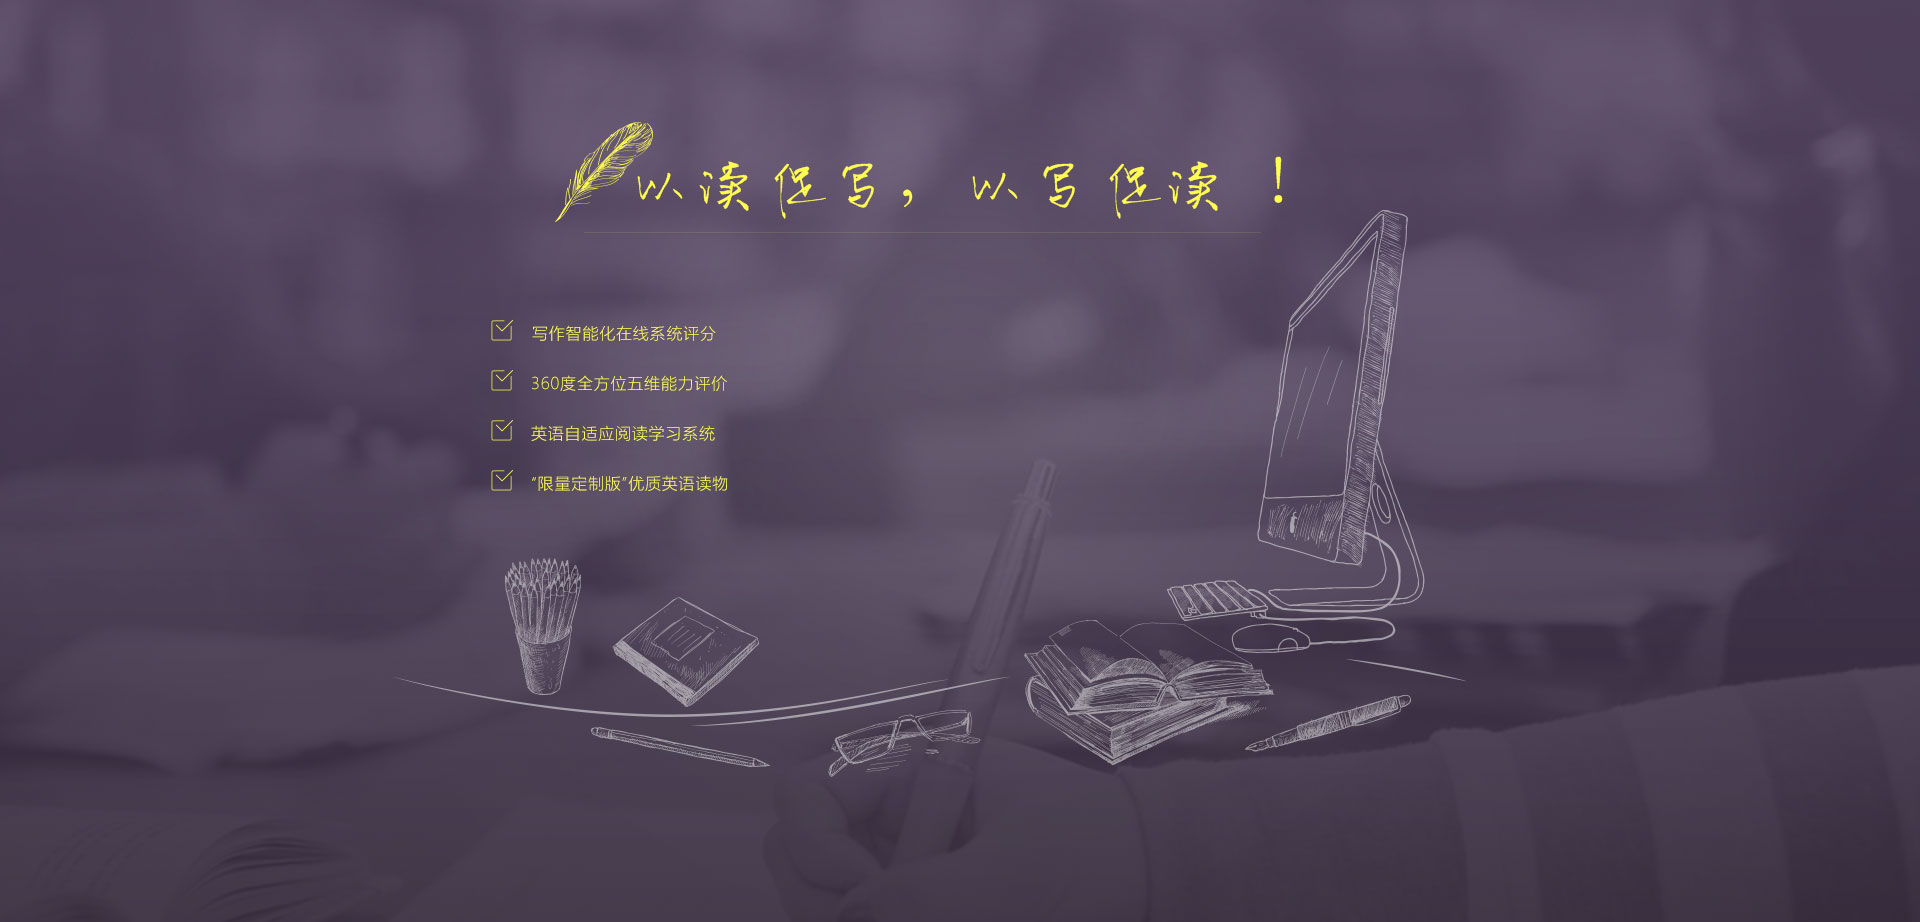 以读促写，以写促读！
写作智能化在线系统评分
360度全方位五维能力评价
英语自适应阅读学习系统
“限量定制版”优质英语读物